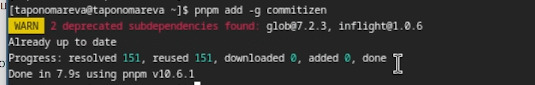 [taponomareva@taponomareva ~]$ pnpm add -g commitizen
WARN 2 deprecated subdependencies found: glob@7.2.3, inflight@1.0.6
Already up to date
Progress: resolved 151, reused 151, downloaded 0, added 0, done
Done in 7.9s using pnpm v10.6.1